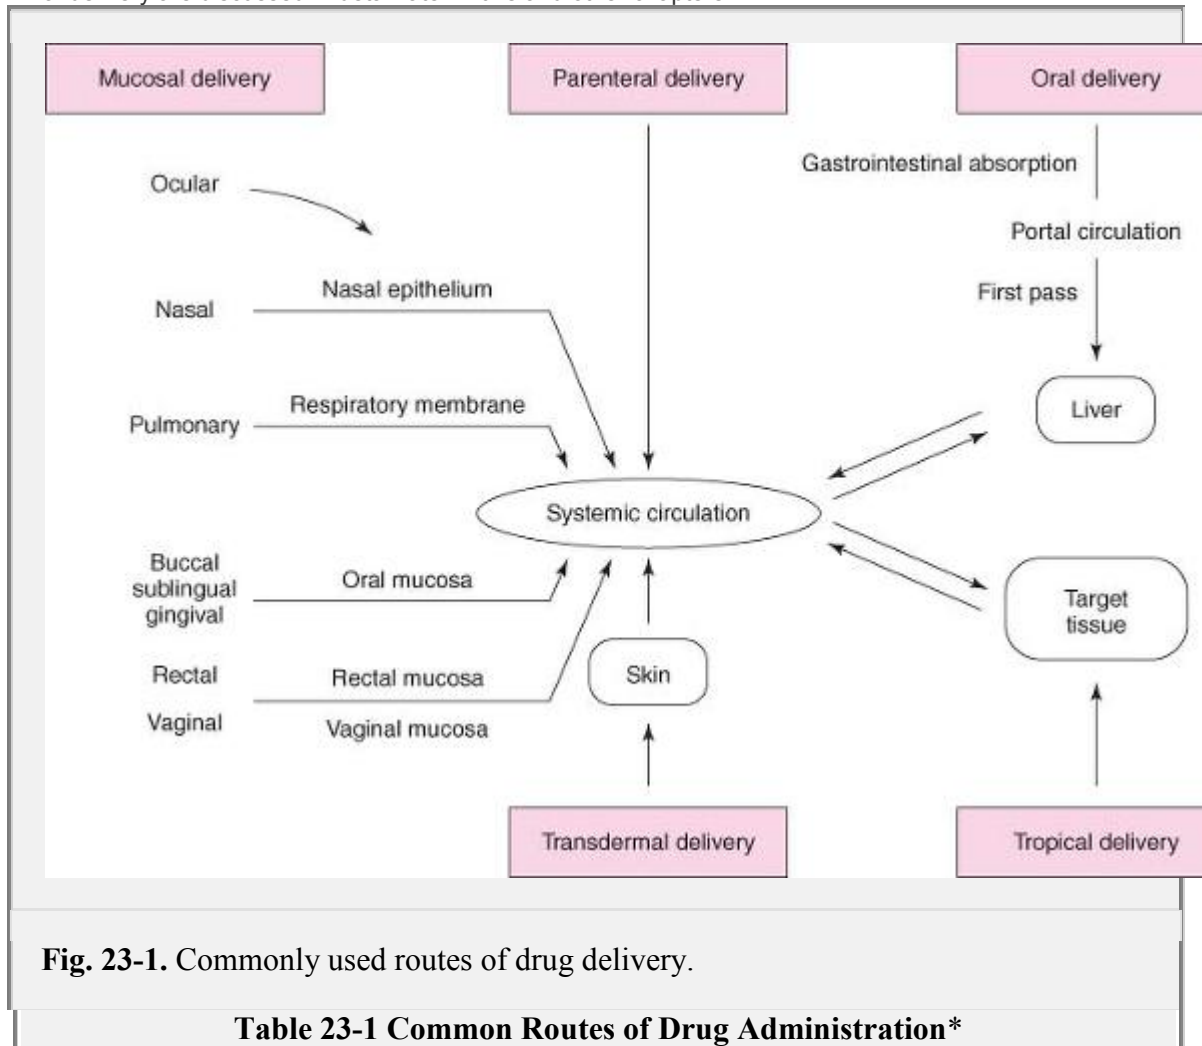 Mucosal delivery
Parenteral delivery
Oral delivery
Gastrointestinal absorption
Ocular
Portal circulation
Nasal epithelium
First pass
Nasal
Respiratory membrane
Pulmonary
Liver
Systemic circulation
Buccal
sublingual
gingival
Oral mucosa
Target
tissue
Rectal
Rectal mucosa
Skin
Vaginal
Vaginal mucosa
Transdermal delivery
Tropical delivery
Fig. 23-1. Commonly used routes of drug delivery.
Table 23-1 Common Routes of Drug Administration*